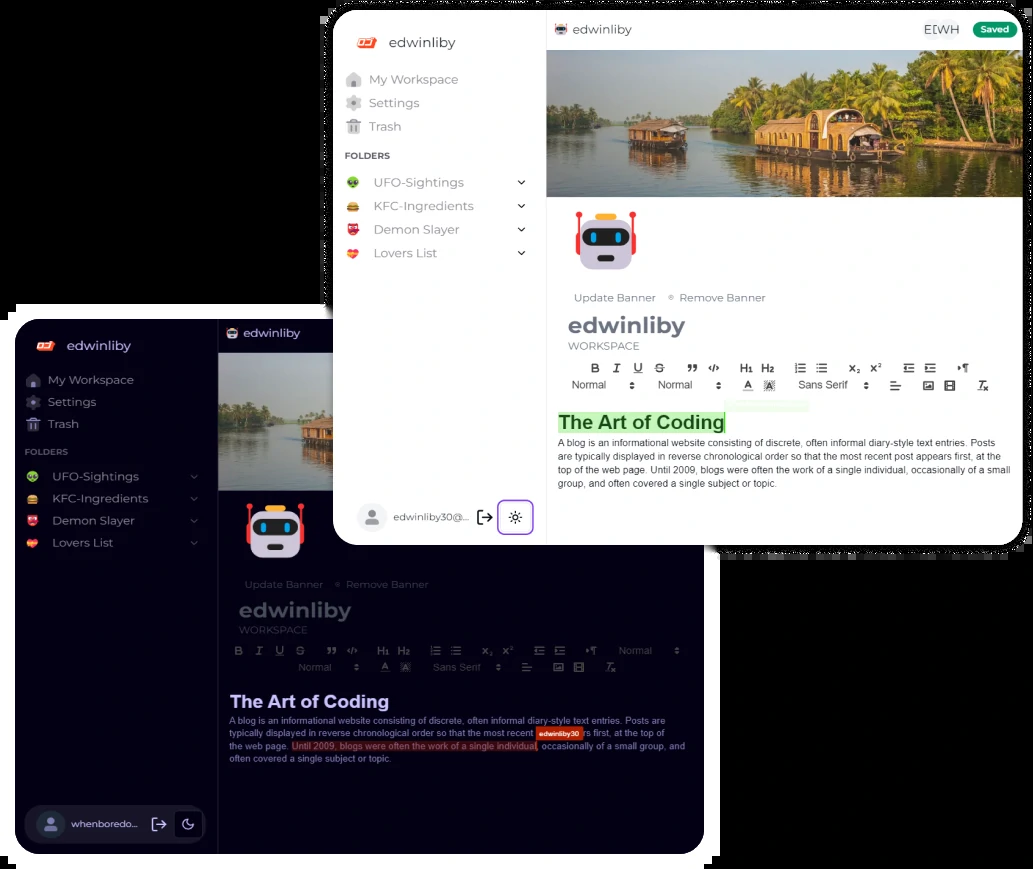 edwinliby
My Workspace
Settings
Trash
FOLDERS
UFO-Sightings
KFC-Ingredients
Demon Slayer
Lovers List
edwinliby30@...
edwinliby
Saved
Update Banner
Remove Banner
edwinliby
WORKSPACE
B I U S H1 H2 X₂ X²
Normal Normal A A Sans Serif
The Art of Coding
A blog is an informational website consisting of discrete, often informal diary-style text entries. Posts
are typically displayed in reverse chronological order so that the most recent post appears first, at the
top of the web page. Until 2009, blogs were often the work of a single individual, occasionally of a small
group, and often covered a single subject or topic.
edwinliby
My Workspace
Settings
Trash
FOLDERS
UFO-Sightings
KFC-Ingredients
Demon Slayer
Lovers List
whenboredo...
edwinliby
Update Banner
Remove Banner
edwinliby
WORKSPACE
B I U S H1 H2 X₂ X² Normal
Normal A A Sans Serif
The Art of Coding
A blog is an informational website consisting of discrete, often informal diary-style text entries. Posts are
typically displayed in reverse chronological order so that the most recent edwinliby30 rs first, at the top of
the web page. Until 2009, blogs were often the work of a single individual, occasionally of a small group, and
often covered a single subject or topic.